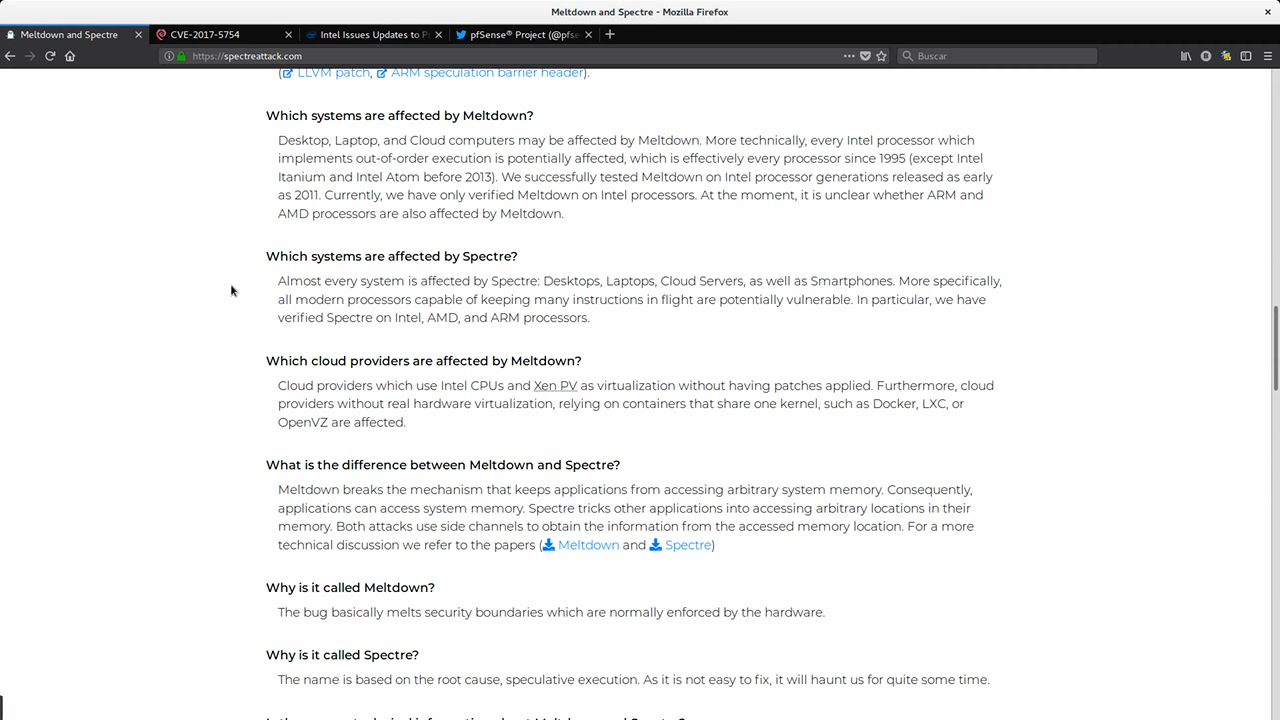 Meltdown and Spectre - Mozilla Firefox
Meltdown and Spectre
CVE-2017-5754
Intel Issues Updates to P
pfSense® Project (@pfse
https://spectreattack.com
Buscar
(LLVM patch, ARM speculation barrier header).
Which systems are affected by Meltdown?
Desktop, Laptop, and Cloud computers may be affected by Meltdown. More technically, every Intel processor which
implements out-of-order execution is potentially affected, which is effectively every processor since 1995 (except Intel
Itanium and Intel Atom before 2013). We successfully tested Meltdown on Intel processor generations released as early
as 2011. Currently, we have only verified Meltdown on Intel processors. At the moment, it is unclear whether ARM and
AMD processors are also affected by Meltdown.
Which systems are affected by Spectre?
Almost every system is affected by Spectre: Desktops, Laptops, Cloud Servers, as well as Smartphones. More specifically,
all modern processors capable of keeping many instructions in flight are potentially vulnerable. In particular, we have
verified Spectre on Intel, AMD, and ARM processors.
Which cloud providers are affected by Meltdown?
Cloud providers which use Intel CPUs and Xen PV as virtualization without having patches applied. Furthermore, cloud
providers without real hardware virtualization, relying on containers that share one kernel, such as Docker, LXC, or
OpenVZ are affected.
What is the difference between Meltdown and Spectre?
Meltdown breaks the mechanism that keeps applications from accessing arbitrary system memory. Consequently,
applications can access system memory. Spectre tricks other applications into accessing arbitrary locations in their
memory. Both attacks use side channels to obtain the information from the accessed memory location. For a more
technical discussion we refer to the papers (Meltdown and Spectre)
Why is it called Meltdown?
The bug basically melts security boundaries which are normally enforced by the hardware.
Why is it called Spectre?
The name is based on the root cause, speculative execution. As it is not easy to fix, it will haunt us for quite some time.